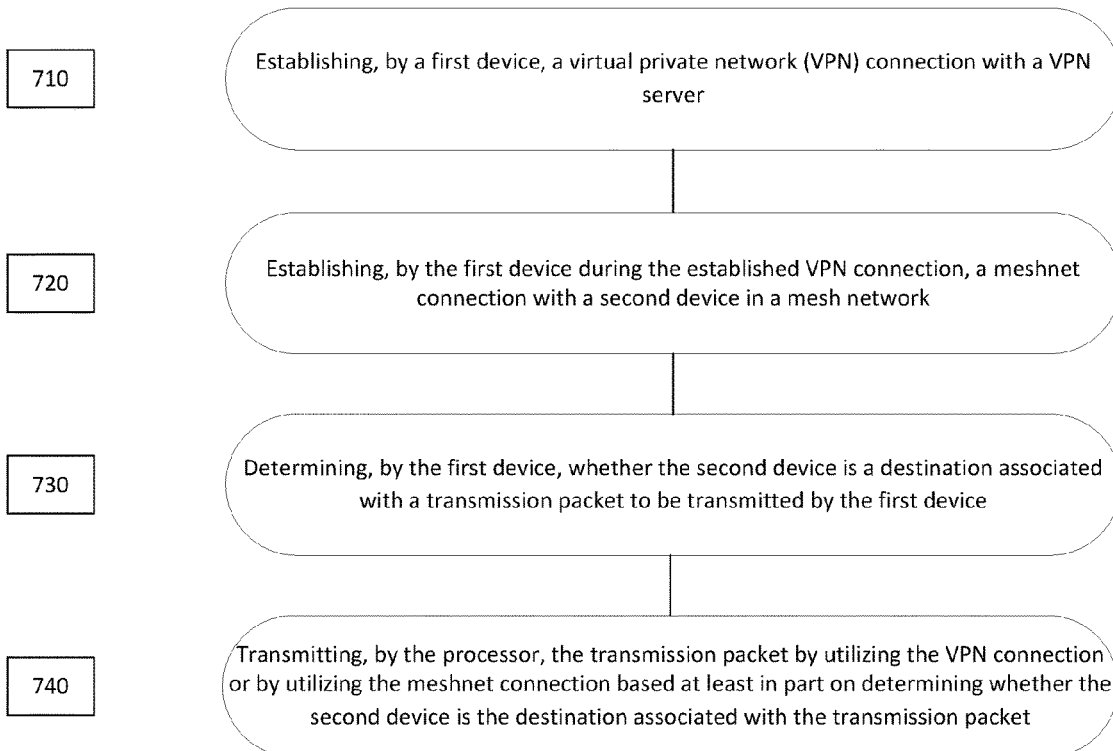 710
Establishing, by a first device, a virtual private network (VPN) connection with a VPN
server
720
Establishing, by the first device during the established VPN connection, a meshnet
connection with a second device in a mesh network
730
Determining, by the first device, whether the second device is a destination associated
with a transmission packet to be transmitted by the first device
740
Transmitting, by the processor, the transmission packet by utilizing the VPN connection
or by utilizing the meshnet connection based at least in part on determining whether the
second device is the destination associated with the transmission packet